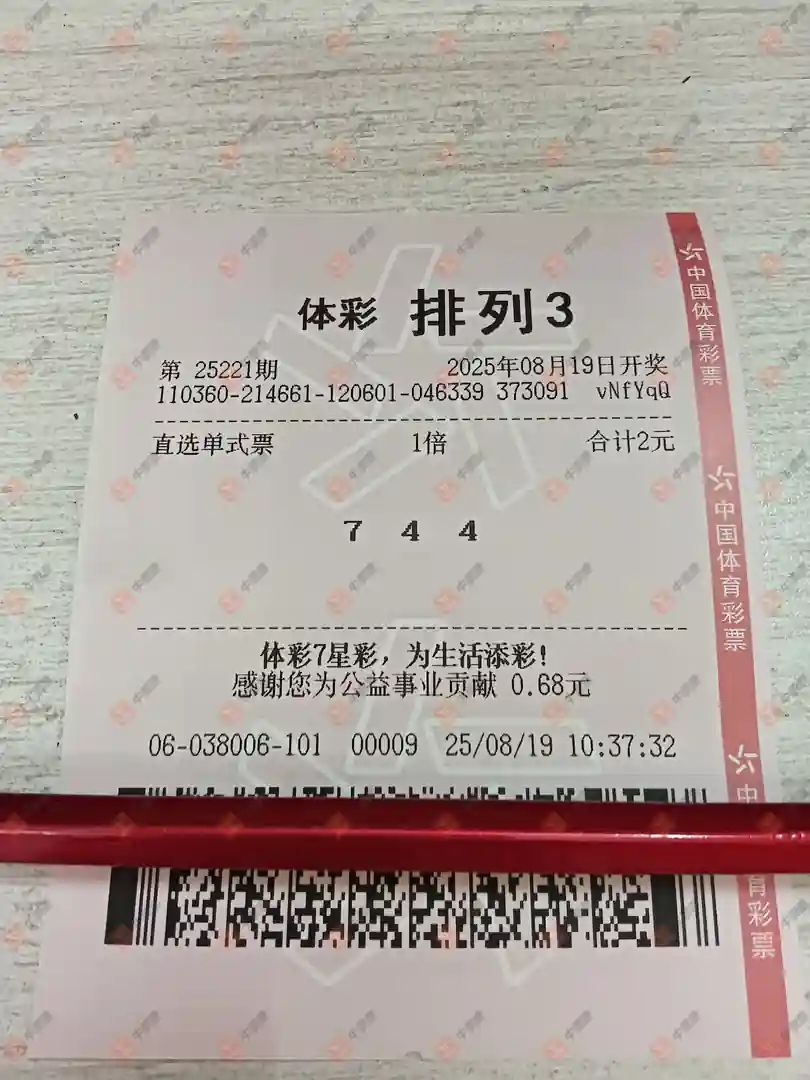 体彩 排列3
第 25221期 2025年08月19日开奖
110360-214661-120601-046339 373091 vNfYqQ
直选单式票 1倍 合计2元
7 4 4
体彩7星彩，为生活添彩!
感谢您为公益事业贡献 0.68元
06-038006-101 00009 25/08/19 10:37:32
中国体育彩票
中国体育彩票
中
育彩票